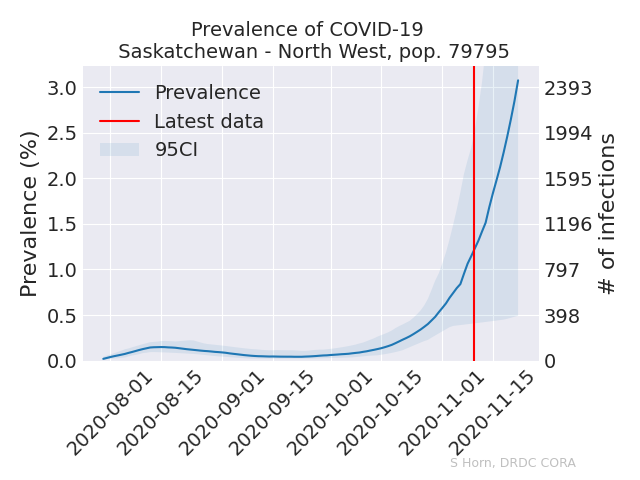 Prevalence of COVID-19
Saskatchewan - North West, pop. 79795
Prevalence
Latest data
95CI
Prevalence (%)
3.0
2.5
2.0
1.5
1.0
0.5
0.0
2393
1994
1595
1196
797
398
0
# of infections
2020-08-01
2020-08-15
2020-09-01
2020-09-15
2020-10-01
2020-10-15
2020-11-01
2020-11-15
S Horn, DRDC CORA